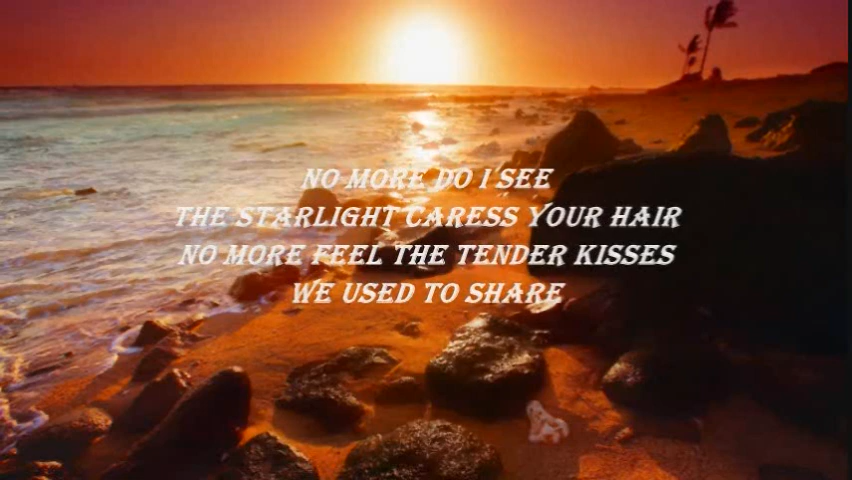 NO MORE DO I SEE
THE STARLIGHT CARESS YOUR HAIR
NO MORE FEEL THE TENDER KISSES
WE USED TO SHARE